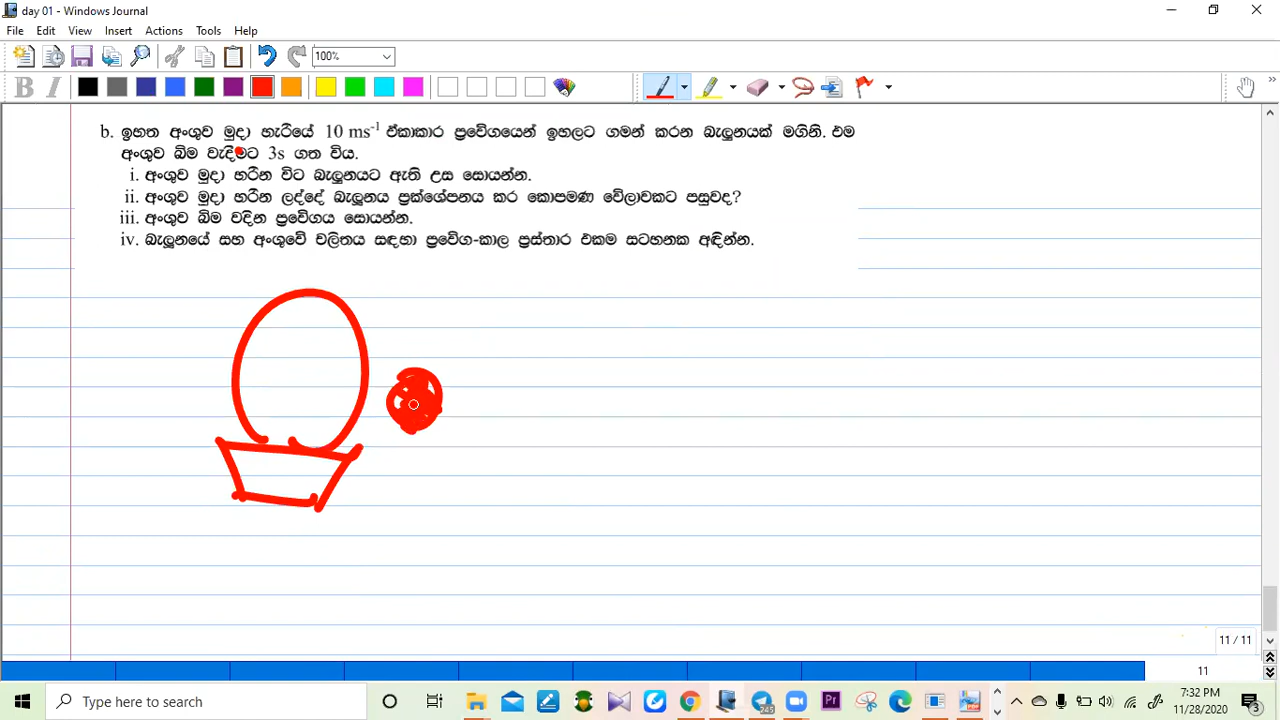 day 01 - Windows Journal
File Edit View Insert Actions Tools Help
100%
B I
b. ඉහත අංශුව මුදා හැරියේ 10 ms-1 ඒකාකාර ප්‍රවේගයෙන් ඉහලට ගමන් කරන බැලුනයක් මගිනි. එම
අංශුව බිම වැදීමට 3s ගත විය.
i. අංශුව මුදා හරින විට බැලූනයට ඇති උස සොයන්න.
ii. අංශුව මුදා හරින ලද්දේ බැලූනය ප්‍රක්ශේපනය කර කොපමණ වේලාවකට පසුවද?
iii. අංශුව බිම වදින ප්‍රවේගය සොයන්න.
iv. බැලූනයේ සහ අංශුවේ චලිතය සඳහා ප්‍රවේග-කාල ප්‍රස්තාර එකම සටහනක අඳින්න.
11 / 11
11
Type here to search
245
Pr
7:32 PM
11/28/2020
3